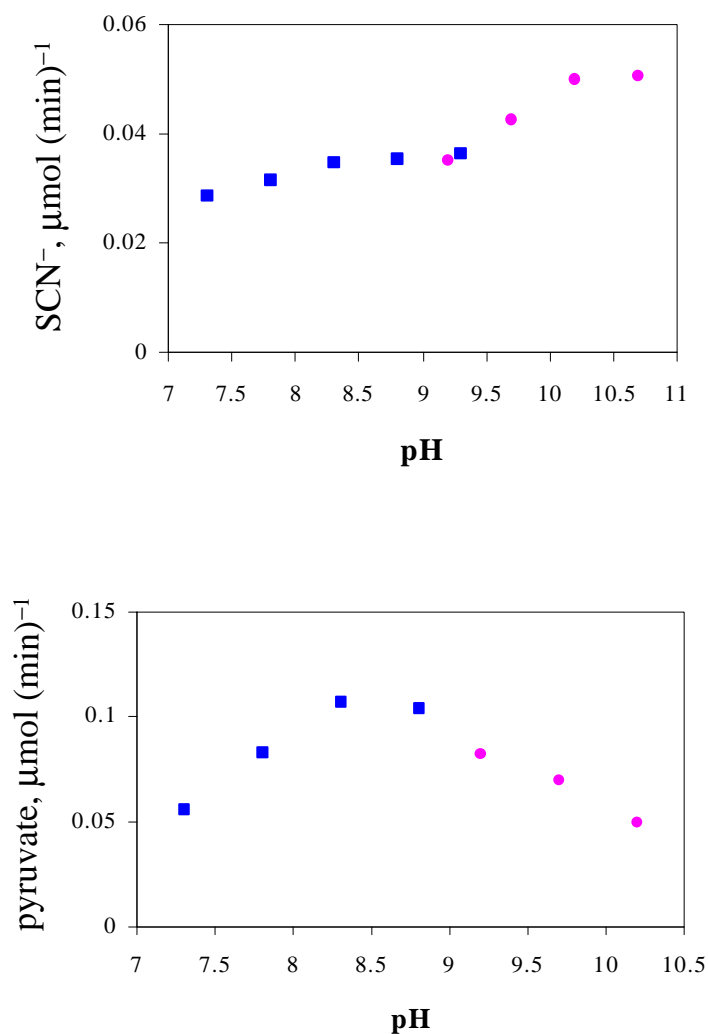 0.06
0.04
0.02
0
SCN⁻, μmol (min)⁻¹
7 7.5 8 8.5 9 9.5 10 10.5 11
pH
0.15
0.1
0.05
0
pyruvate, μmol (min)⁻¹
7 7.5 8 8.5 9 9.5 10 10.5
pH